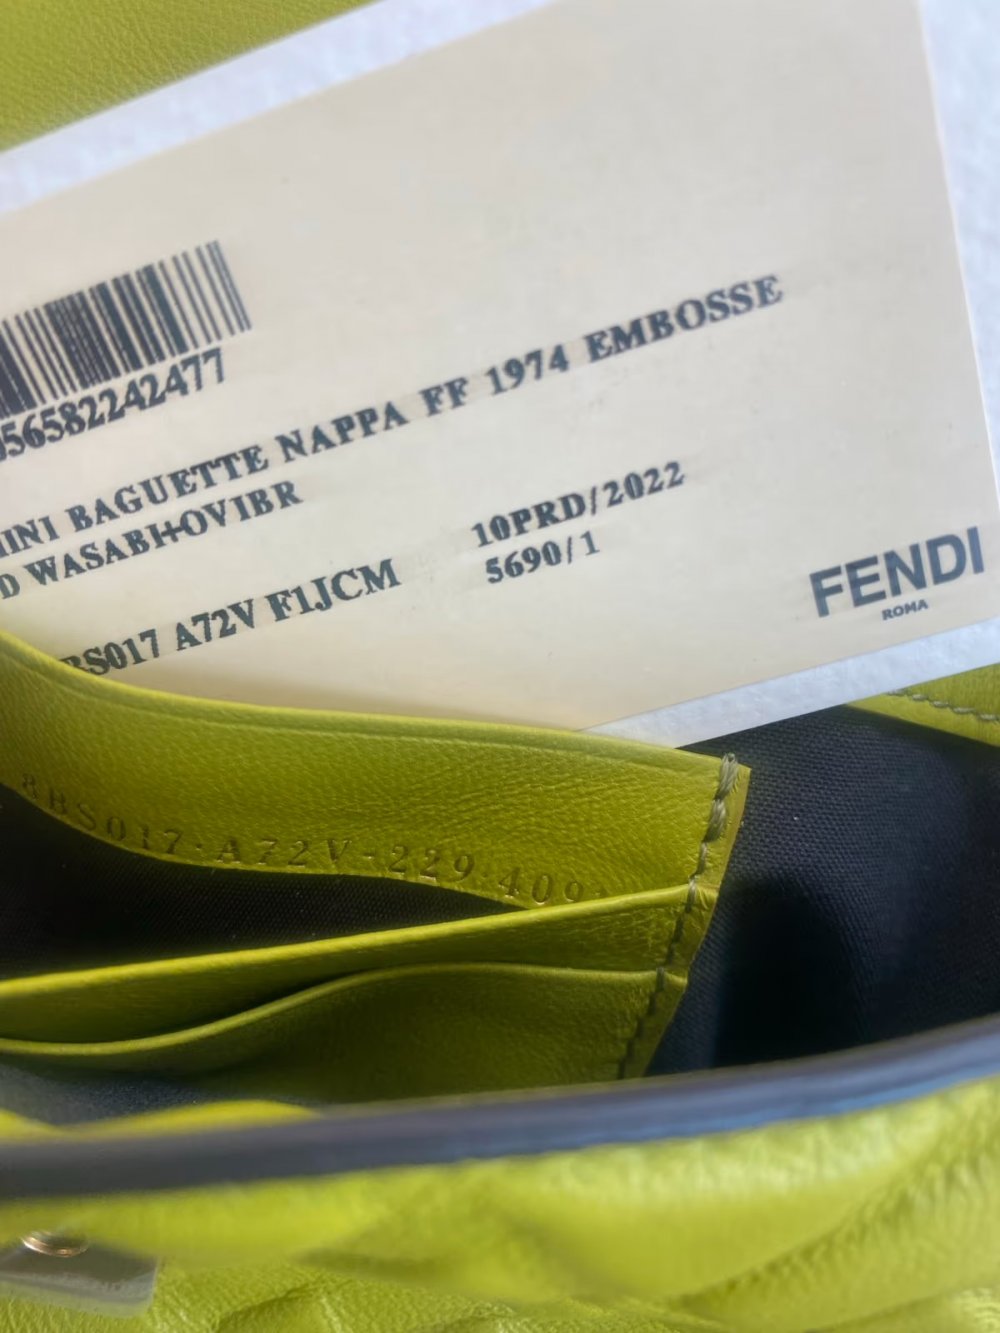 56582242477
MINI BAGUETTE NAPPA FF 1974 EMBOSSE
D WASABI+OVIBR
BS017 A72V F1JCM
10PRD/2022
5690/1
FENDI
ROMA
8BS017·A72V-229·409